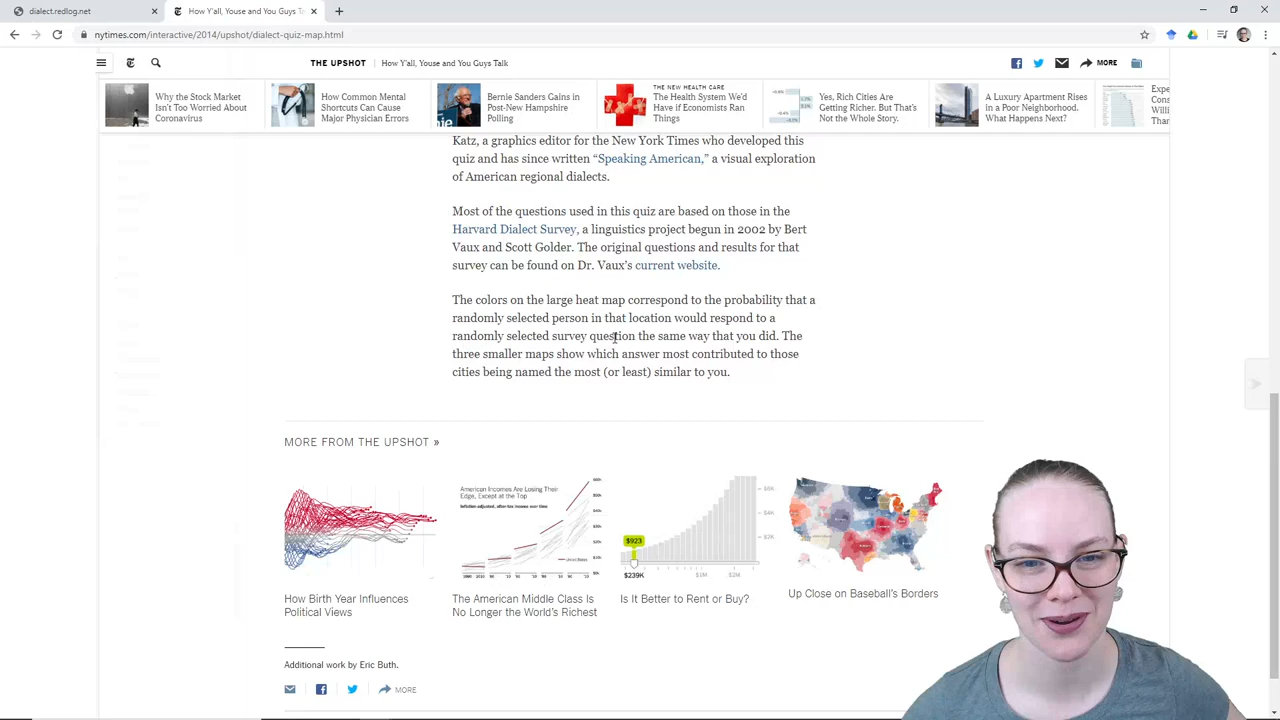 dialect.redlog.net
How Y'all, Youse and You Guys Te
nytimes.com/interactive/2014/upshot/dialect-quiz-map.html
THE UPSHOT | How Y'all, Youse and You Guys Talk
MORE
Why the Stock Market
Isn't Too Worried About
Coronavirus
How Common Mental
Shortcuts Can Cause
Major Physician Errors
Bernie Sanders Gains in
Post-New Hampshire
Polling
THE NEW HEALTH CARE
The Health System We'd
Have if Economists Ran
Things
Yes, Rich Cities Are
Getting Richer. But That's
Not the Whole Story.
A Luxury Apartment Rises
in a Poor Neighborhood.
What Happens Next?
Katz, a graphics editor for the New York Times who developed this
quiz and has since written “Speaking American,” a visual exploration
of American regional dialects.
Most of the questions used in this quiz are based on those in the
Harvard Dialect Survey, a linguistics project begun in 2002 by Bert
Vaux and Scott Golder. The original questions and results for that
survey can be found on Dr. Vaux's current website.
The colors on the large heat map correspond to the probability that a
randomly selected person in that location would respond to a
randomly selected survey question the same way that you did. The
three smaller maps show which answer most contributed to those
cities being named the most (or least) similar to you.
MORE FROM THE UPSHOT »
American Incomes Are Losing Their
Edge, Except at the Top
Inflation-adjusted, after-tax income over time
$923
$239K
$1M
$2M
$6K
$4K
$2K
How Birth Year Influences
Political Views
The American Middle Class Is
No Longer the World's Richest
Is It Better to Rent or Buy?
Up Close on Baseball's Borders
Additional work by Eric Buth.
MORE